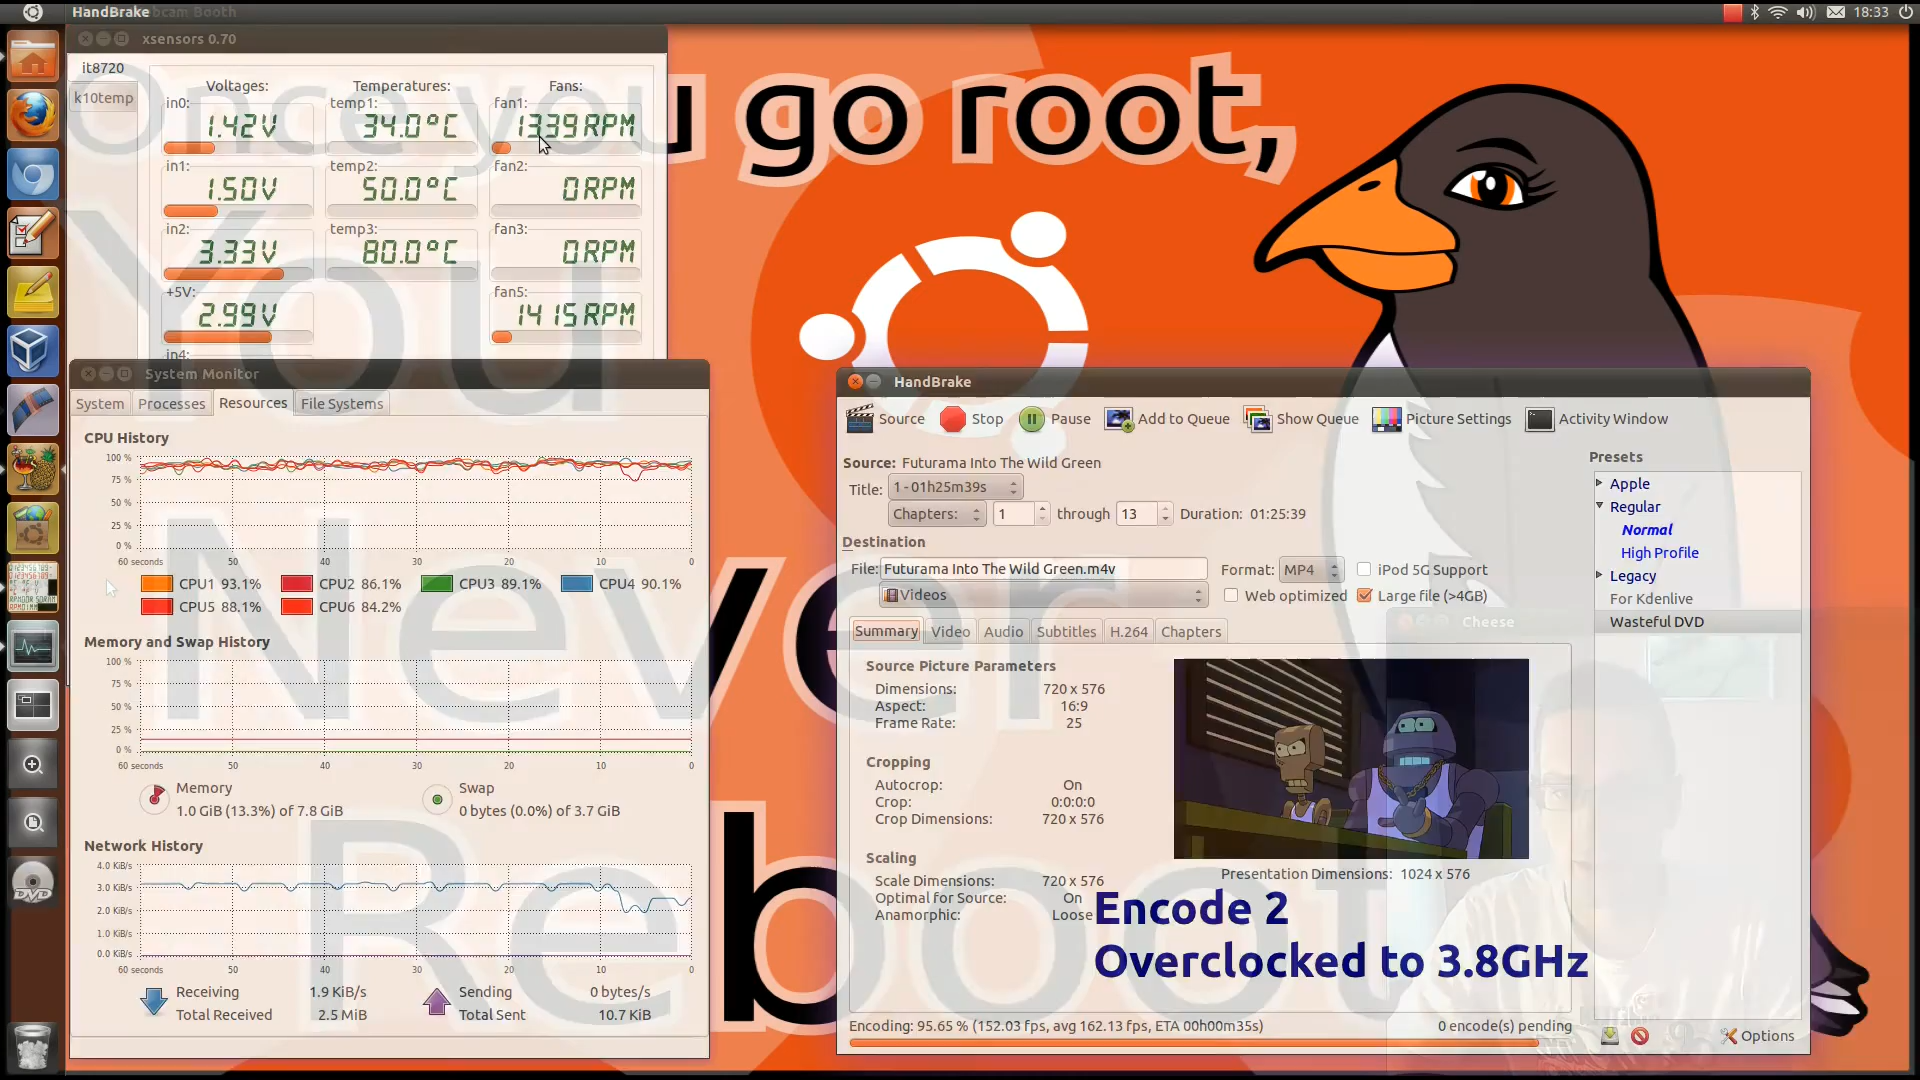 HandBrake
cam Booth
18:33
xsensors 0.70
it8720
k10temp
Voltages:
Temperatures:
Fans:
in0:
temp1:
fan1:
1.42V
34.0°C
1339RPM
in1:
temp2:
fan2:
1.50V
50.0°C
0RPM
in2:
temp3:
fan3:
3.33V
80.0°C
0RPM
+5V:
fan5:
2.99V
1415RPM
in4:
Once you go root,
You
Never
Reboot
System Monitor
System
Processes
Resources
File Systems
CPU History
100 %
75 %
50 %
25 %
0 %
60 seconds
50
40
30
20
10
0
CPU1 93.1%
CPU2 86.1%
CPU3 89.1%
CPU4 90.1%
CPU5 88.1%
CPU6 84.2%
Memory and Swap History
100 %
75 %
50 %
25 %
0 %
60 seconds
50
40
30
20
10
0
Memory
1.0 GiB (13.3%) of 7.8 GiB
Swap
0 bytes (0.0%) of 3.7 GiB
Network History
4.0 KiB/s
3.0 KiB/s
2.0 KiB/s
1.0 KiB/s
0.0 KiB/s
60 seconds
50
40
30
20
10
0
Receiving
1.9 KiB/s
Total Received
2.5 MiB
Sending
0 bytes/s
Total Sent
10.7 KiB
HandBrake
Source
Stop
Pause
Add to Queue
Show Queue
Picture Settings
Activity Window
Source: Futurama Into The Wild Green
Title:
1 - 01h25m39s
Chapters:
1
through
13
Duration: 01:25:39
Destination
File:
Futurama Into The Wild Green.m4v
Format:
MP4
iPod 5G Support
Videos
Web optimized
Large file (>4GB)
Summary
Video
Audio
Subtitles
H.264
Chapters
Source Picture Parameters
Dimensions: 720 x 576
Aspect: 16:9
Frame Rate: 25
Cropping
Autocrop: On
Crop: 0:0:0:0
Crop Dimensions: 720 x 576
Scaling
Scale Dimensions: 720 x 576
Optimal for Source: On
Anamorphic: Loose
Presentation Dimensions: 1024 x 576
Presets
Apple
Regular
Normal
High Profile
Legacy
For Kdenlive
Wasteful DVD
Cheese
Encode 2
Overclocked to 3.8GHz
Encoding: 95.65 % (152.03 fps, avg 162.13 fps, ETA 00h00m35s)
0 encode(s) pending
Options
DVD